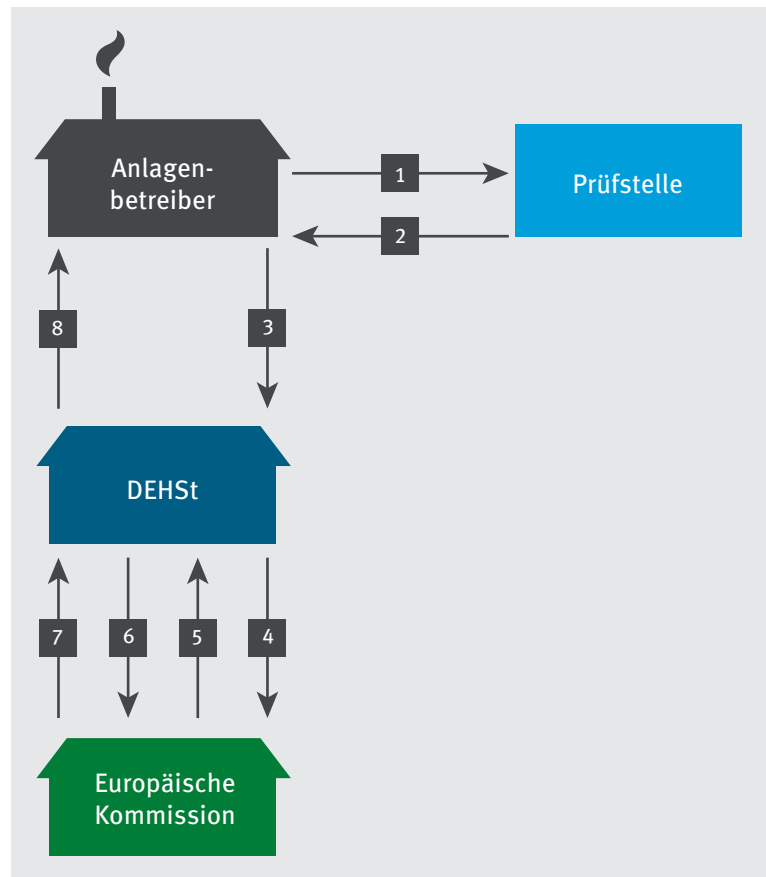 Anlagen-
betreiber
1
Prüfstelle
2
8
3
DEHSt
7
6
5
4
Europäische
Kommission